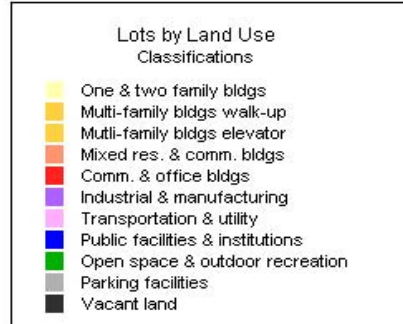 Lots by Land Use
Classifications
One & two family bldgs
Multi-family bldgs walk-up
Mutli-family bldgs elevator
Mixed res. & comm. bldgs
Comm. & office bldgs
Industrial & manufacturing
Transportation & utility
Public facilities & institutions
Open space & outdoor recreation
Parking facilities
Vacant land